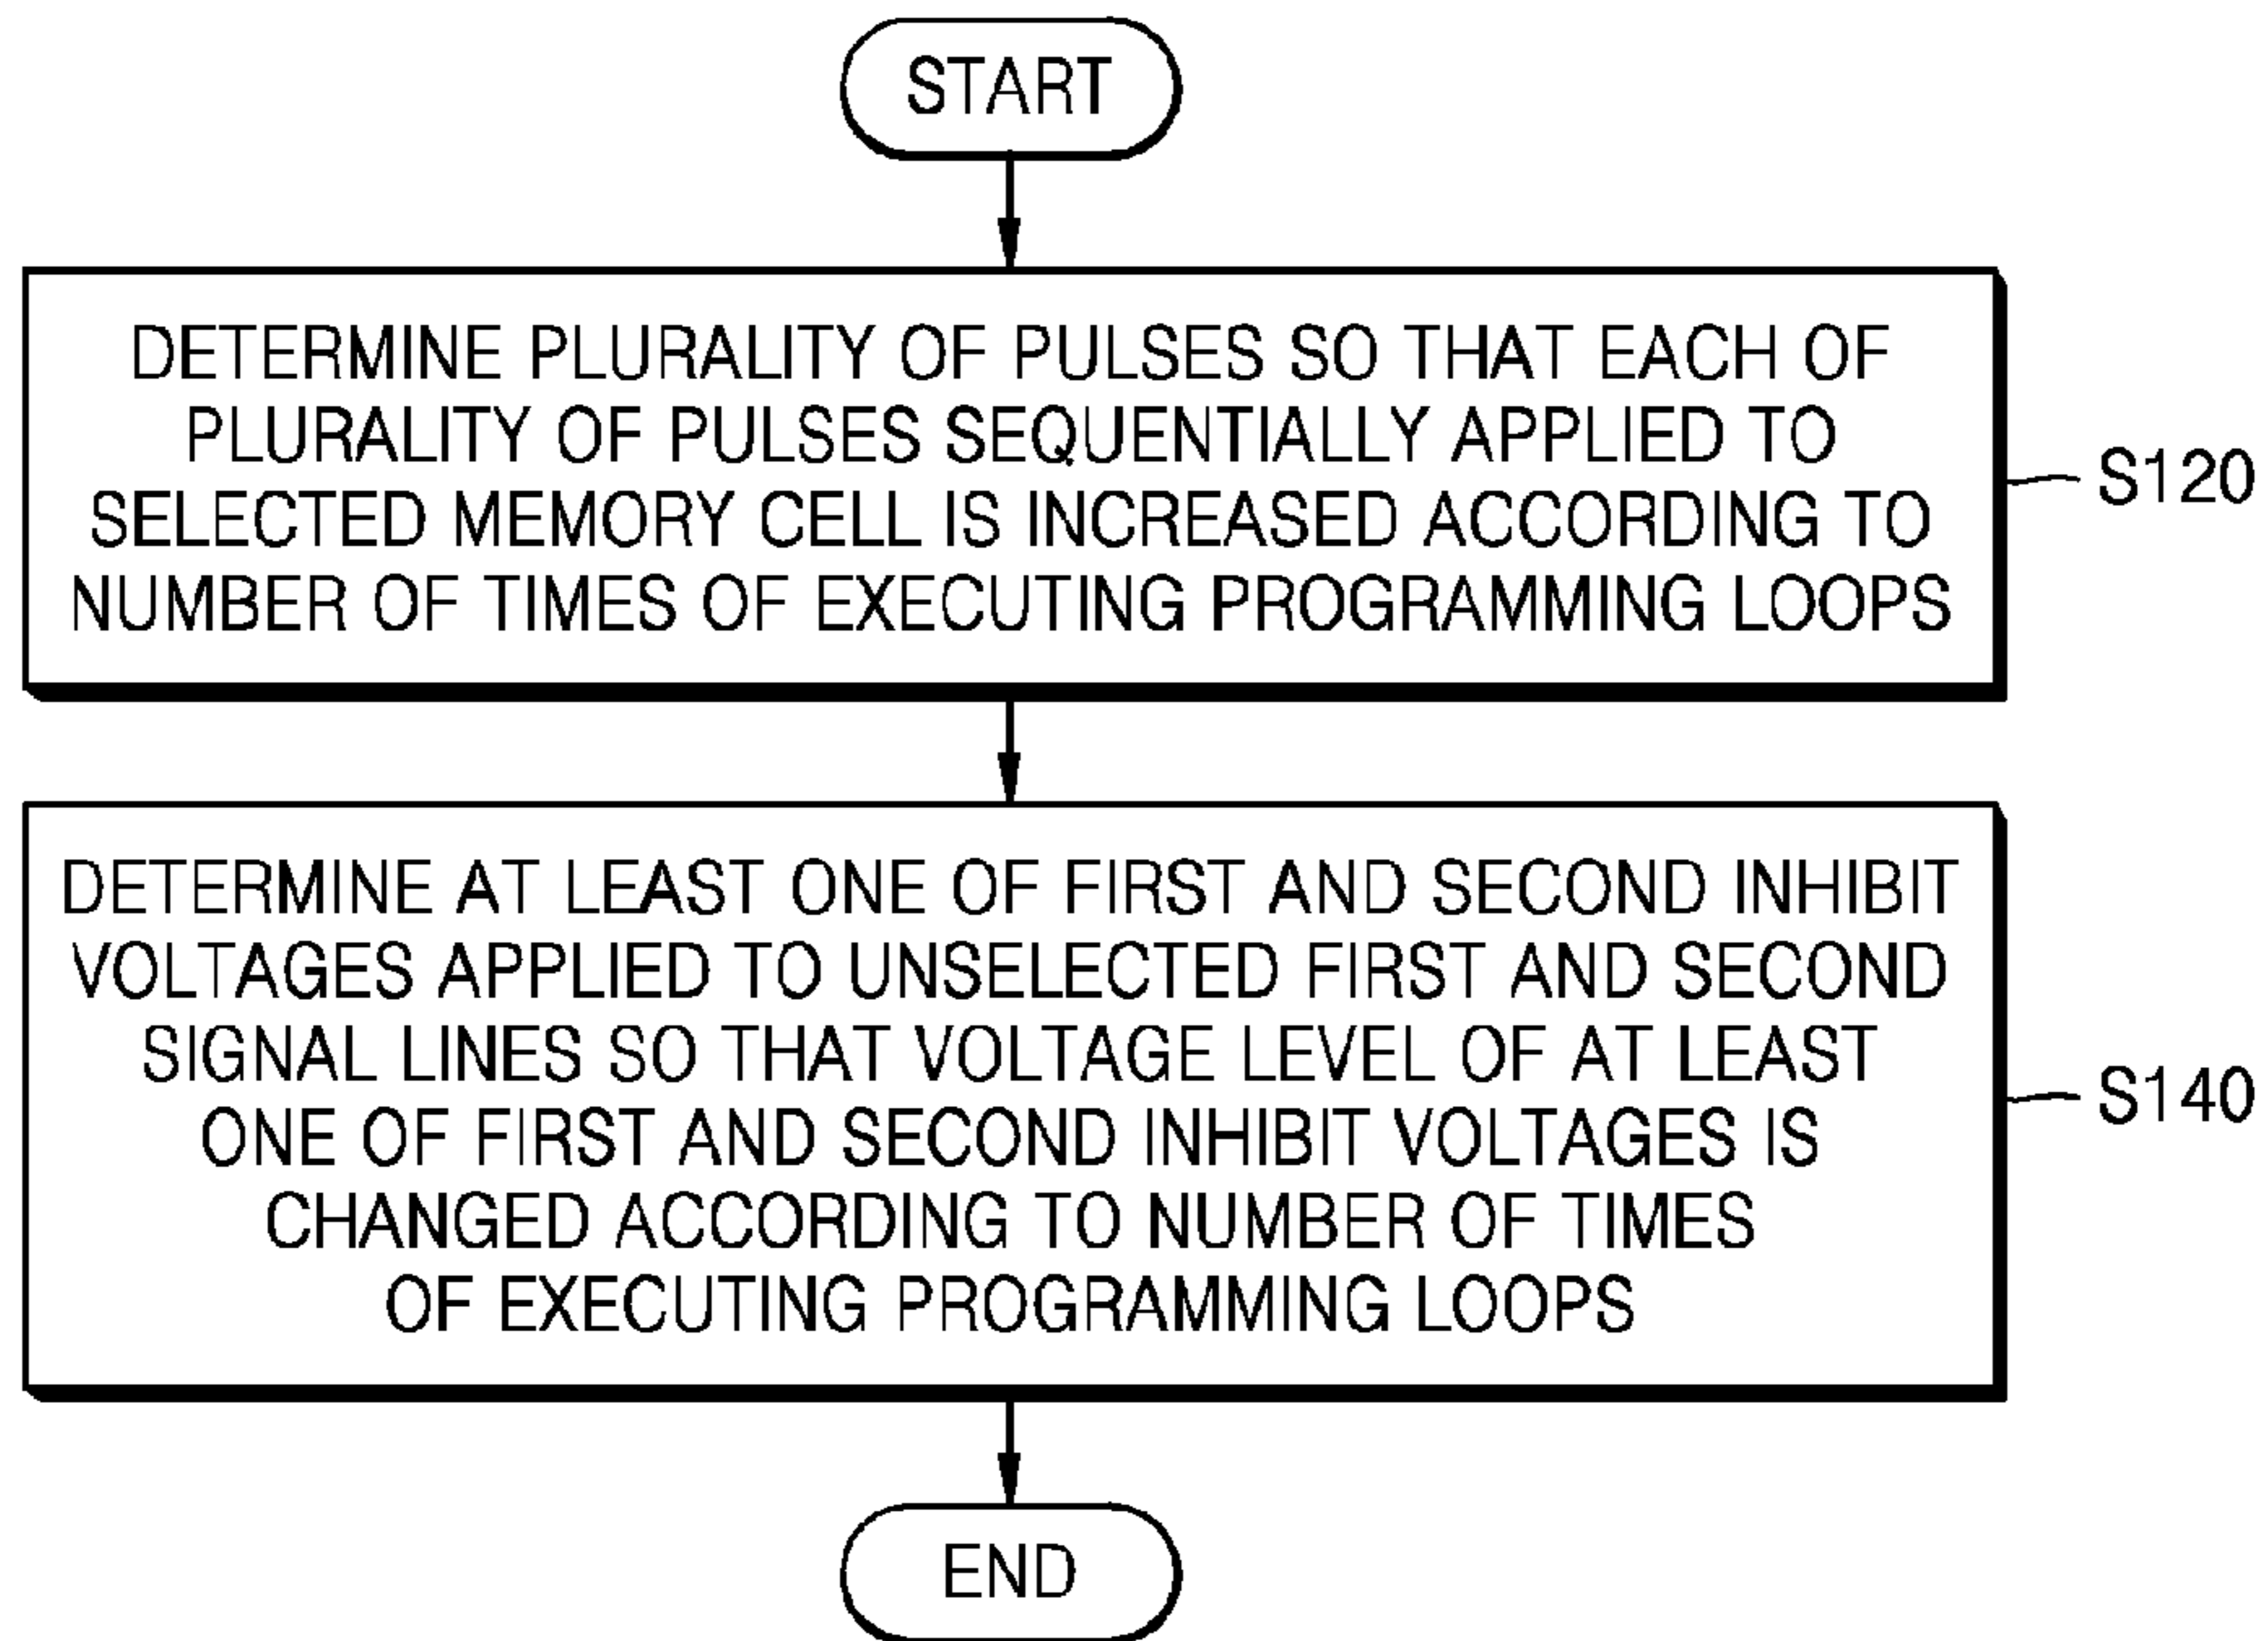 START
DETERMINE PLURALITY OF PULSES SO THAT EACH OF
PLURALITY OF PULSES SEQUENTIALLY APPLIED TO
SELECTED MEMORY CELL IS INCREASED ACCORDING TO
NUMBER OF TIMES OF EXECUTING PROGRAMMING LOOPS
S120
DETERMINE AT LEAST ONE OF FIRST AND SECOND INHIBIT
VOLTAGES APPLIED TO UNSELECTED FIRST AND SECOND
SIGNAL LINES SO THAT VOLTAGE LEVEL OF AT LEAST
ONE OF FIRST AND SECOND INHIBIT VOLTAGES IS
CHANGED ACCORDING TO NUMBER OF TIMES
OF EXECUTING PROGRAMMING LOOPS
S140
END